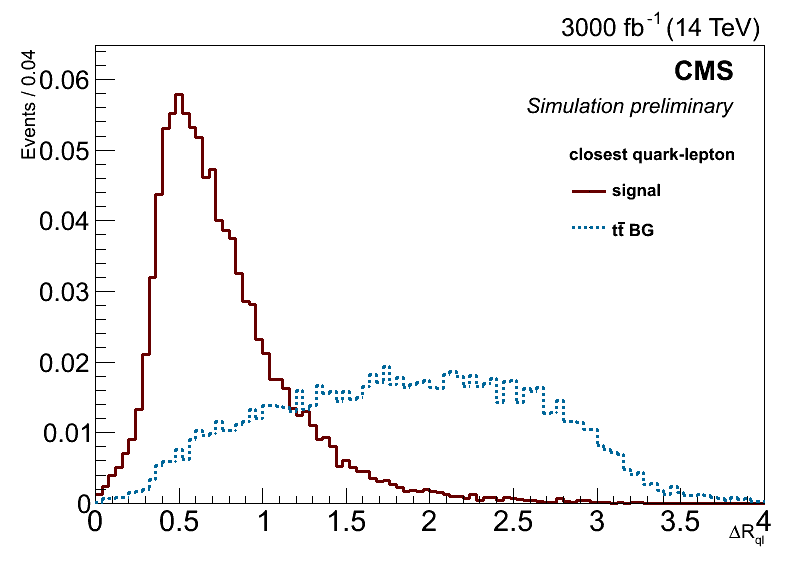 3000 fb⁻¹ (14 TeV)
CMS
Simulation preliminary
closest quark-lepton
signal
tt̄ BG
Events / 0.04
0.06
0.05
0.04
0.03
0.02
0.01
0
0 0.5 1 1.5 2 2.5 3 3.5 4
ΔR_ql